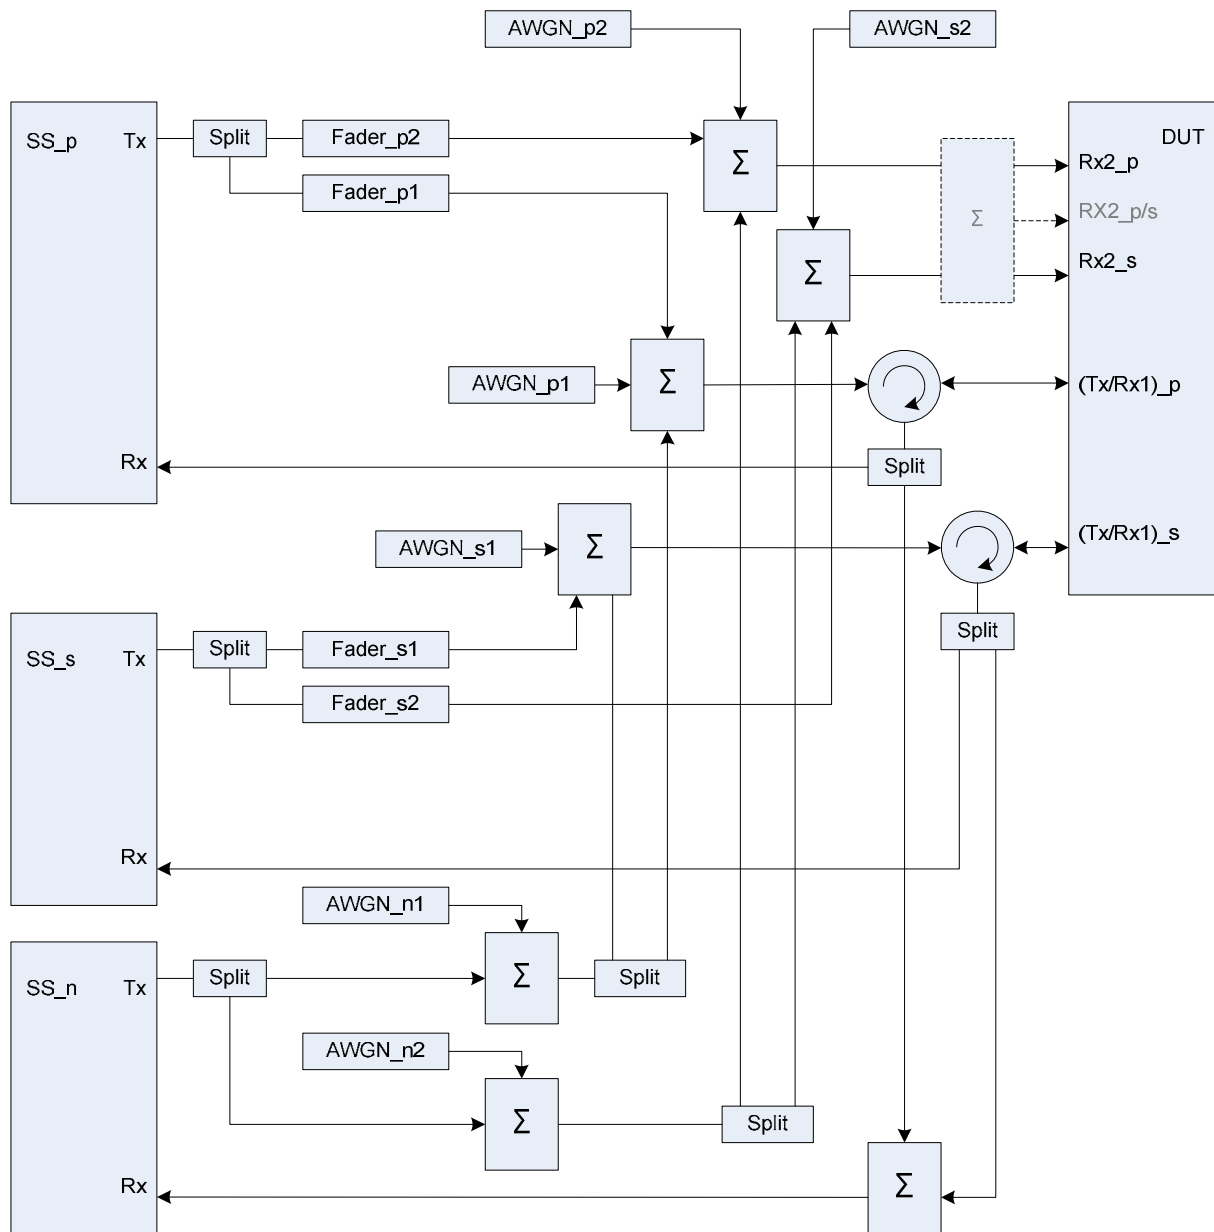 AWGN_p2
AWGN_s2
SS_p
Tx
Split
Fader_p2
Σ
DUT
Rx2_p
Fader_p1
Σ
RX2_p/s
Σ
Rx2_s
AWGN_p1
Σ
(Tx/Rx1)_p
Rx
Split
AWGN_s1
Σ
(Tx/Rx1)_s
SS_s
Tx
Split
Fader_s1
Split
Fader_s2
Rx
AWGN_n1
SS_n
Tx
Split
Σ
Split
AWGN_n2
Σ
Split
Rx
Σ